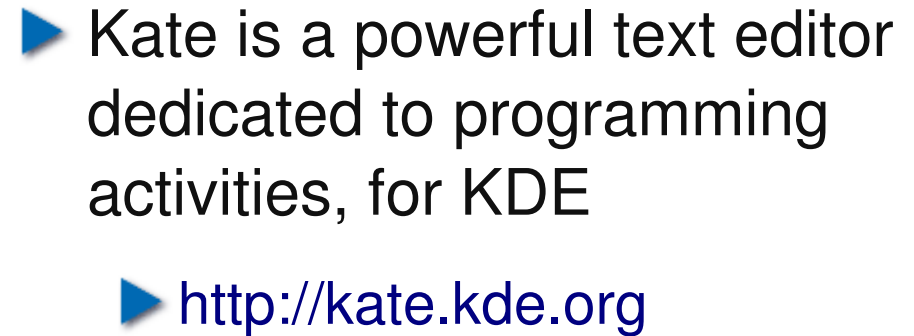 Kate is a powerful text editor
dedicated to programming
activities, for KDE
http://kate.kde.org